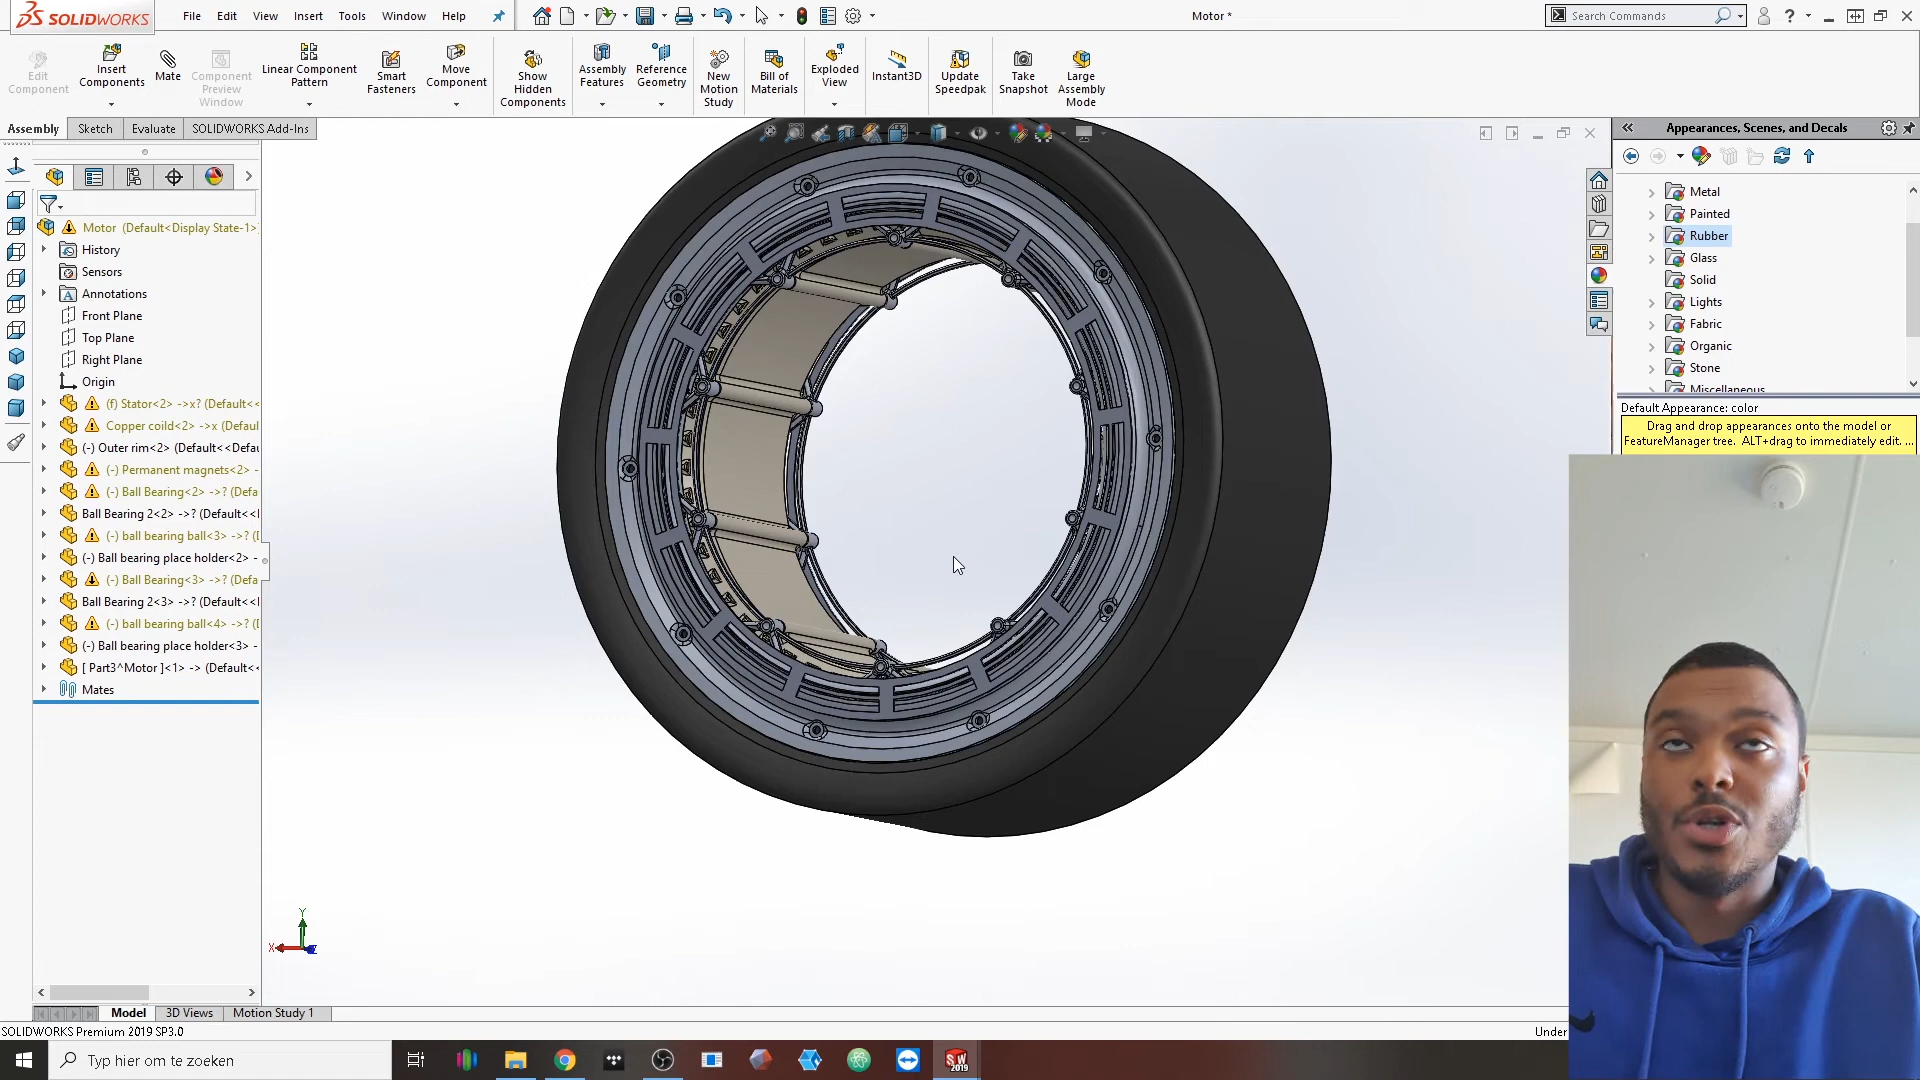 SOLIDWORKS
File Edit View Insert Tools Window Help
Motor *
Search Commands
Edit Component
Insert Components
Mate
Component Preview Window
Linear Component Pattern
Smart Fasteners
Move Component
Show Hidden Components
Assembly Features
Reference Geometry
New Motion Study
Bill of Materials
Exploded View
Instant3D
Update Speedpak
Take Snapshot
Large Assembly Mode
Assembly Sketch Evaluate SOLIDWORKS Add-Ins
Motor (Default<Display State-1>
History
Sensors
Annotations
Front Plane
Top Plane
Right Plane
Origin
(f) Stator<2> ->x? (Default<<
Copper coild<2> ->x (Defaul
(-) Outer rim<2> (Default<<Defau
(-) Permanent magnets<2> -
(-) Ball Bearing<2> ->? (Defa
Ball Bearing 2<2> ->? (Default<<I
(-) ball bearing ball<3> ->? (I
(-) Ball bearing place holder<2> -
(-) Ball Bearing<3> ->? (Defa
Ball Bearing 2<3> ->? (Default<<I
(-) ball bearing ball<4> ->? (I
(-) Ball bearing place holder<3> -
[ Part3^Motor ]<1> -> (Default<<
Mates
Y
X
Z
Appearances, Scenes, and Decals
Metal
Painted
Rubber
Glass
Solid
Lights
Fabric
Organic
Stone
Miscellaneous
Default Appearance: color
Drag and drop appearances onto the model or
FeatureManager tree. ALT+drag to immediately edit. ...
Model 3D Views Motion Study 1
SOLIDWORKS Premium 2019 SP3.0
Under
Typ hier om te zoeken
SW
2019